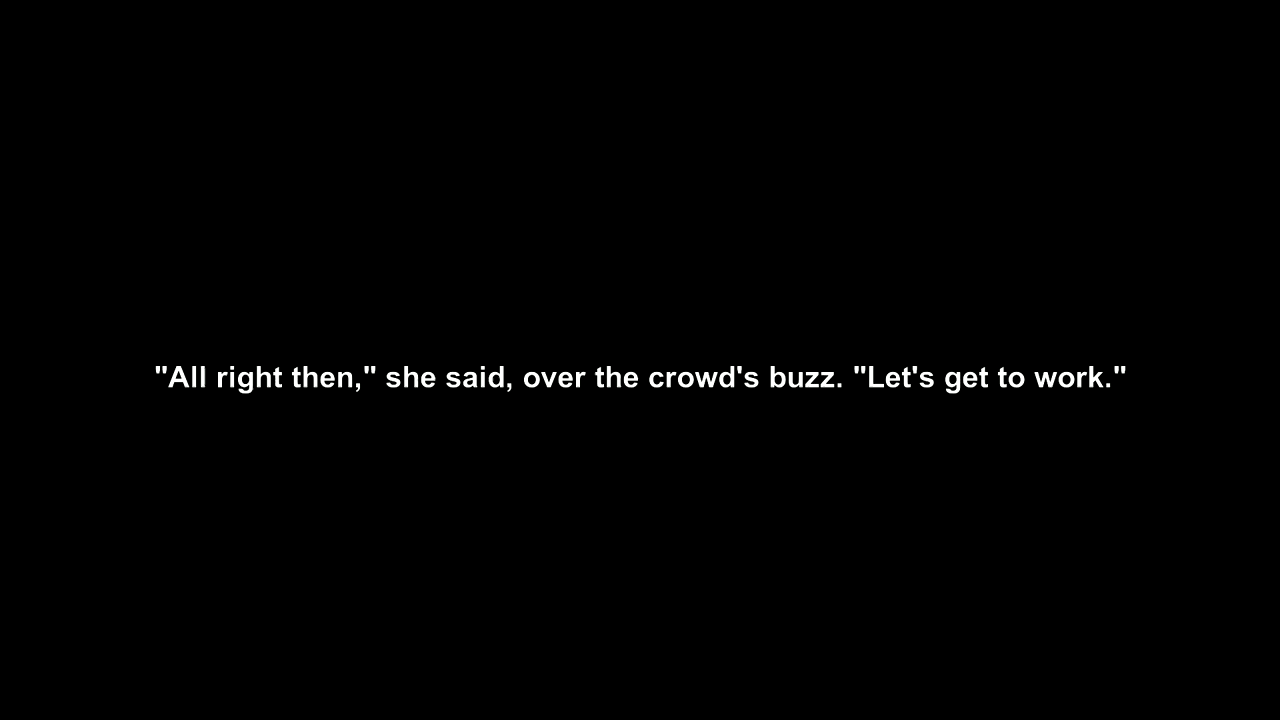 "All right then," she said, over the crowd's buzz. "Let's get to work."